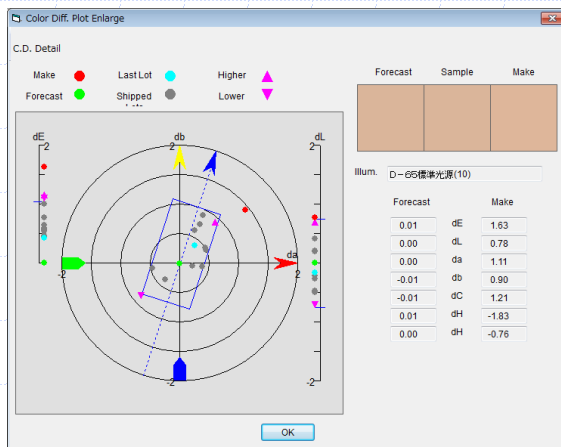 Color Diff. Plot Enlarge
C.D. Detail
Make Last Lot Higher
Forecast Shipped Lower
Forecast Sample Make
dE db dL
2 2 2
Illum. D-65標準光源(10)
Forecast Make
0.01 dE 1.63
0.00 dL 0.78
0.00 da 1.11
-0.01 db 0.90
-0.01 dC 1.21
0.01 dH -1.83
0.00 dH -0.76
da
-2 2
-2 -2
OK